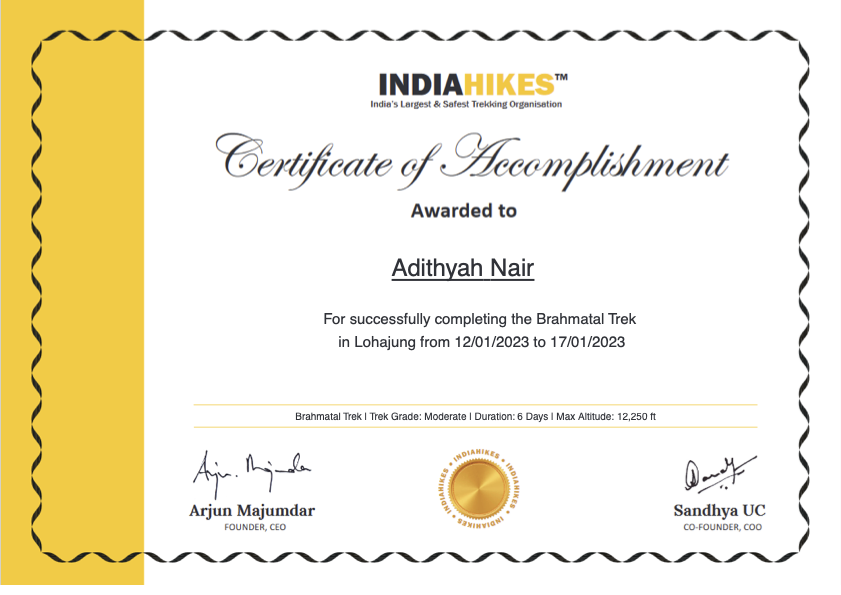 INDIAHIKES™
India's Largest & Safest Trekking Organisation
Certificate of Accomplishment
Awarded to
Adithyah Nair
For successfully completing the Brahmatal Trek
in Lohajung from 12/01/2023 to 17/01/2023
Brahmatal Trek | Trek Grade: Moderate | Duration: 6 Days | Max Altitude: 12,250 ft
INDIAHIKES • INDIAHIKES • INDIAHIKES • INDIAHIKES •
Arjun Majumdar
FOUNDER, CEO
Sandhya UC
CO-FOUNDER, COO